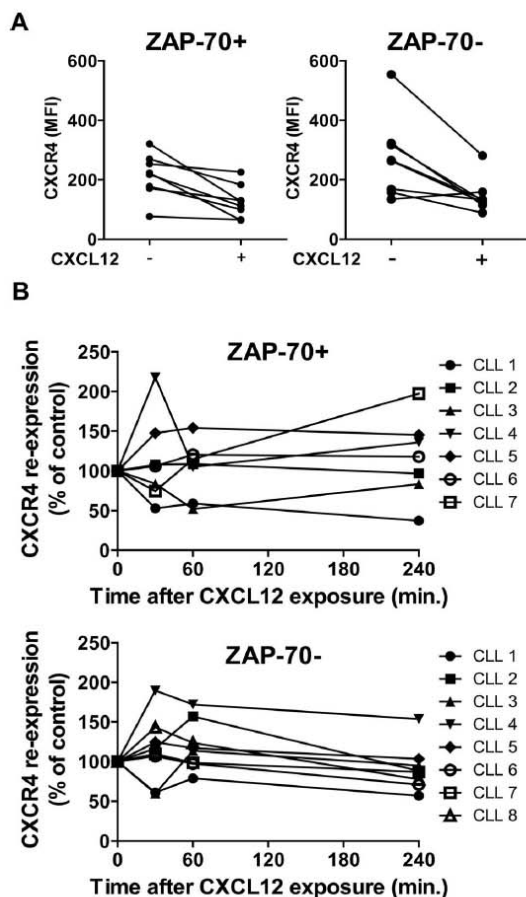 A
ZAP-70+
ZAP-70-
CXCR4 (MFI)
600
400
200
0
CXCL12
-
+
CXCR4 (MFI)
600
400
200
0
CXCL12
-
+
B
ZAP-70+
CXCR4 re-expression
(% of control)
250
200
150
100
50
0
0
60
120
180
240
Time after CXCL12 exposure (min.)
CLL 1
CLL 2
CLL 3
CLL 4
CLL 5
CLL 6
CLL 7
ZAP-70-
CXCR4 re-expression
(% of control)
250
200
150
100
50
0
0
60
120
180
240
Time after CXCL12 exposure (min.)
CLL 1
CLL 2
CLL 3
CLL 4
CLL 5
CLL 6
CLL 7
CLL 8